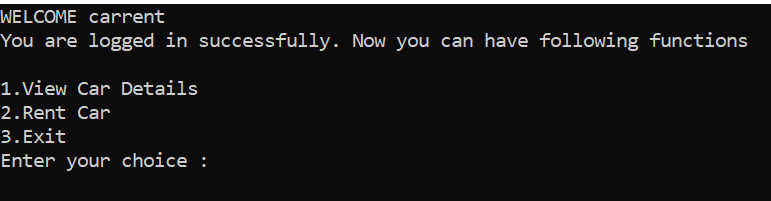 WELCOME carrent
You are logged in successfully. Now you can have following functions
1.View Car Details
2.Rent Car
3.Exit
Enter your choice :